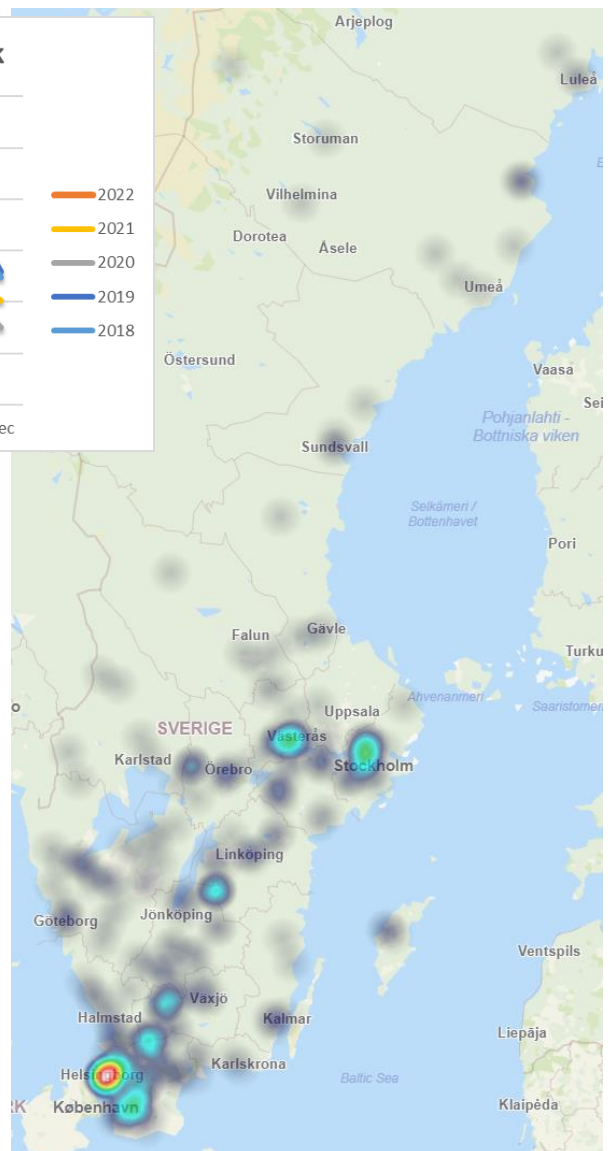 2022
2021
2020
2019
2018
Arjeplog
Luleå
Storuman
Vilhelmina
Dorotea
Åsele
Umeå
Östersund
Vaasa
Sundsvall
Pohjanlahti -
Bottniska viken
Selkämeri /
Bottenhavet
Pori
Falun
Gävle
Turku
Ahvenanmeri
Uppsala
SVERIGE
Västerås
Karlstad
Örebro
Stockholm
Linköping
Göteborg
Jönköping
Ventspils
Växjö
Halmstad
Kalmar
Liepāja
Helsingborg
Karlskrona
Baltic Sea
København
Klaipėda